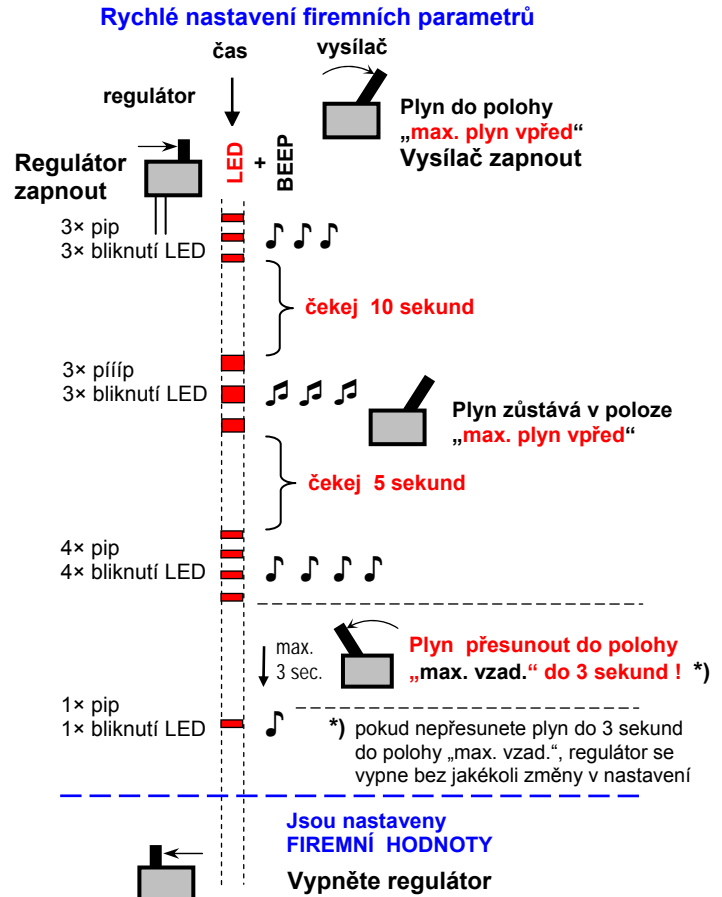 Rychlé nastavení firemních parametrů
čas
vysílač
regulátor
Plyn do polohy
„max. plyn vpřed“
Vysílač zapnout
Regulátor
zapnout
LED
+
BEEP
3× pip
3× bliknutí LED
čekej 10 sekund
3× pííííp
3× bliknutí LED
Plyn zůstává v poloze
„max. plyn vpřed“
čekej 5 sekund
4× pip
4× bliknutí LED
max.
3 sec.
Plyn přesunout do polohy
„max. vzad.“ do 3 sekund ! *)
1× pip
1× bliknutí LED
*) pokud nepřesunete plyn do 3 sekund
do polohy „max. vzad.“, regulátor se
vypne bez jakékoli změny v nastavení
Jsou nastaveny
FIREMNÍ HODNOTY
Vypněte regulátor